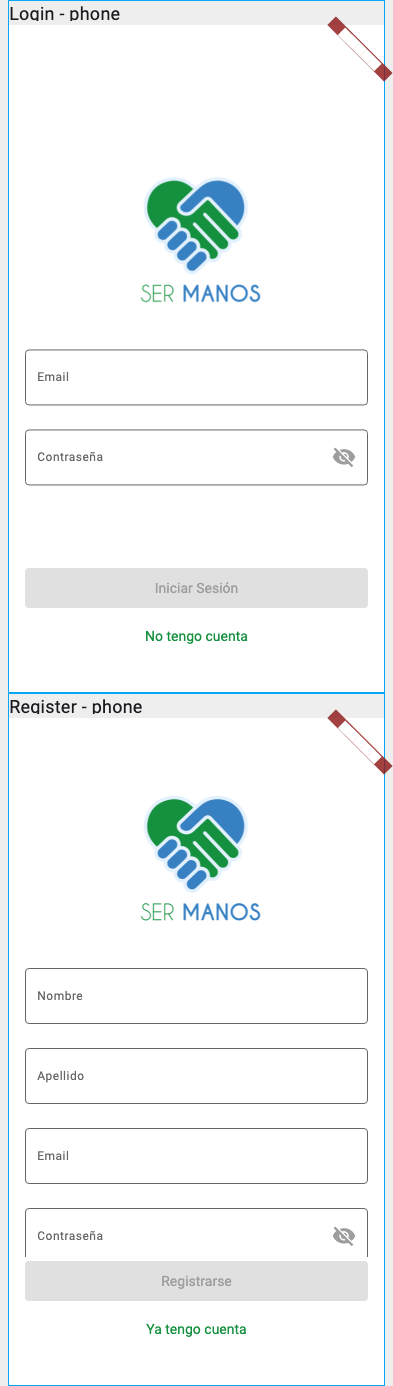 Login - phone
SER MANOS
Email
Contraseña
Iniciar Sesión
No tengo cuenta
Register - phone
SER MANOS
Nombre
Apellido
Email
Contraseña
Registrarse
Ya tengo cuenta